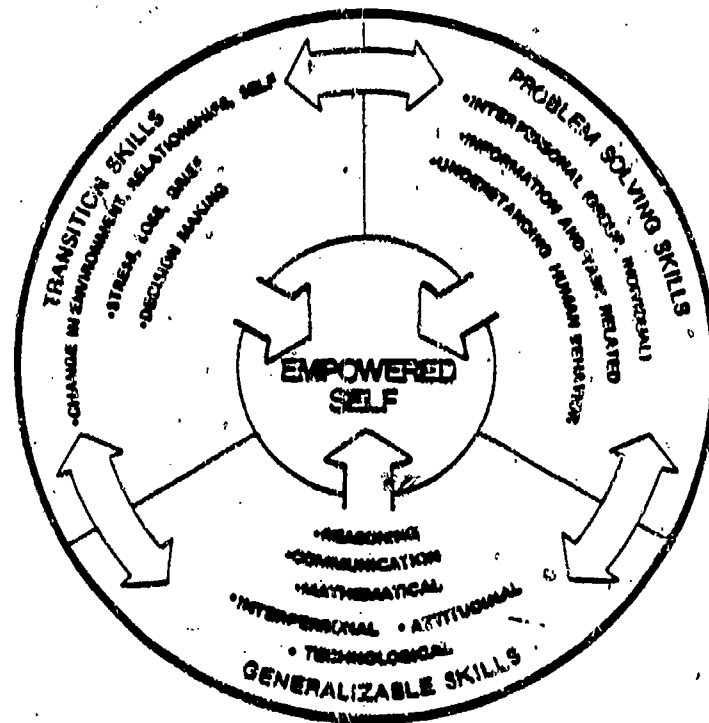 TRANSITION SKILLS
•CHANGE IN ENVIRONMENT, RELATIONSHIPS, SELF
•STRESS, LOSS, GRIEF
•DECISION MAKING
PROBLEM SOLVING SKILLS
•INTERPERSONAL (GROUP, INDIVIDUAL)
•INFORMATION AND TASK RELATED
•UNDERSTANDING HUMAN BEHAVIOR
EMPOWERED
SELF
•REASONING
•COMMUNICATION
•MATHEMATICAL
•INTERPERSONAL •ATTITUDINAL
•TECHNOLOGICAL
GENERALIZABLE SKILLS